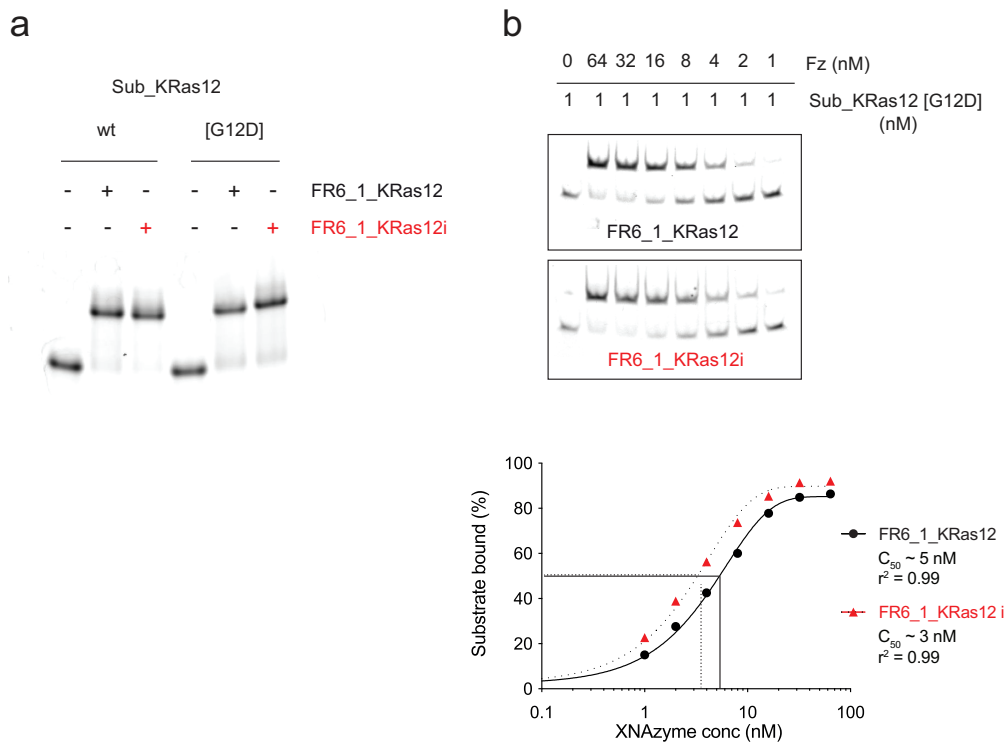 a
Sub_KRas12
wt [G12D]
- + - - + - FR6_1_KRas12
- - + - - + FR6_1_KRas12i
b
0 64 32 16 8 4 2 1 Fz (nM)
1 1 1 1 1 1 1 1 Sub_KRas12 [G12D]
(nM)
FR6_1_KRas12
FR6_1_KRas12i
Substrate bound (%)
100
80
60
40
20
0
0.1 1 10 100
XNAzyme conc (nM)
FR6_1_KRas12
C50 ~ 5 nM
r² = 0.99
FR6_1_KRas12 i
C50 ~ 3 nM
r² = 0.99